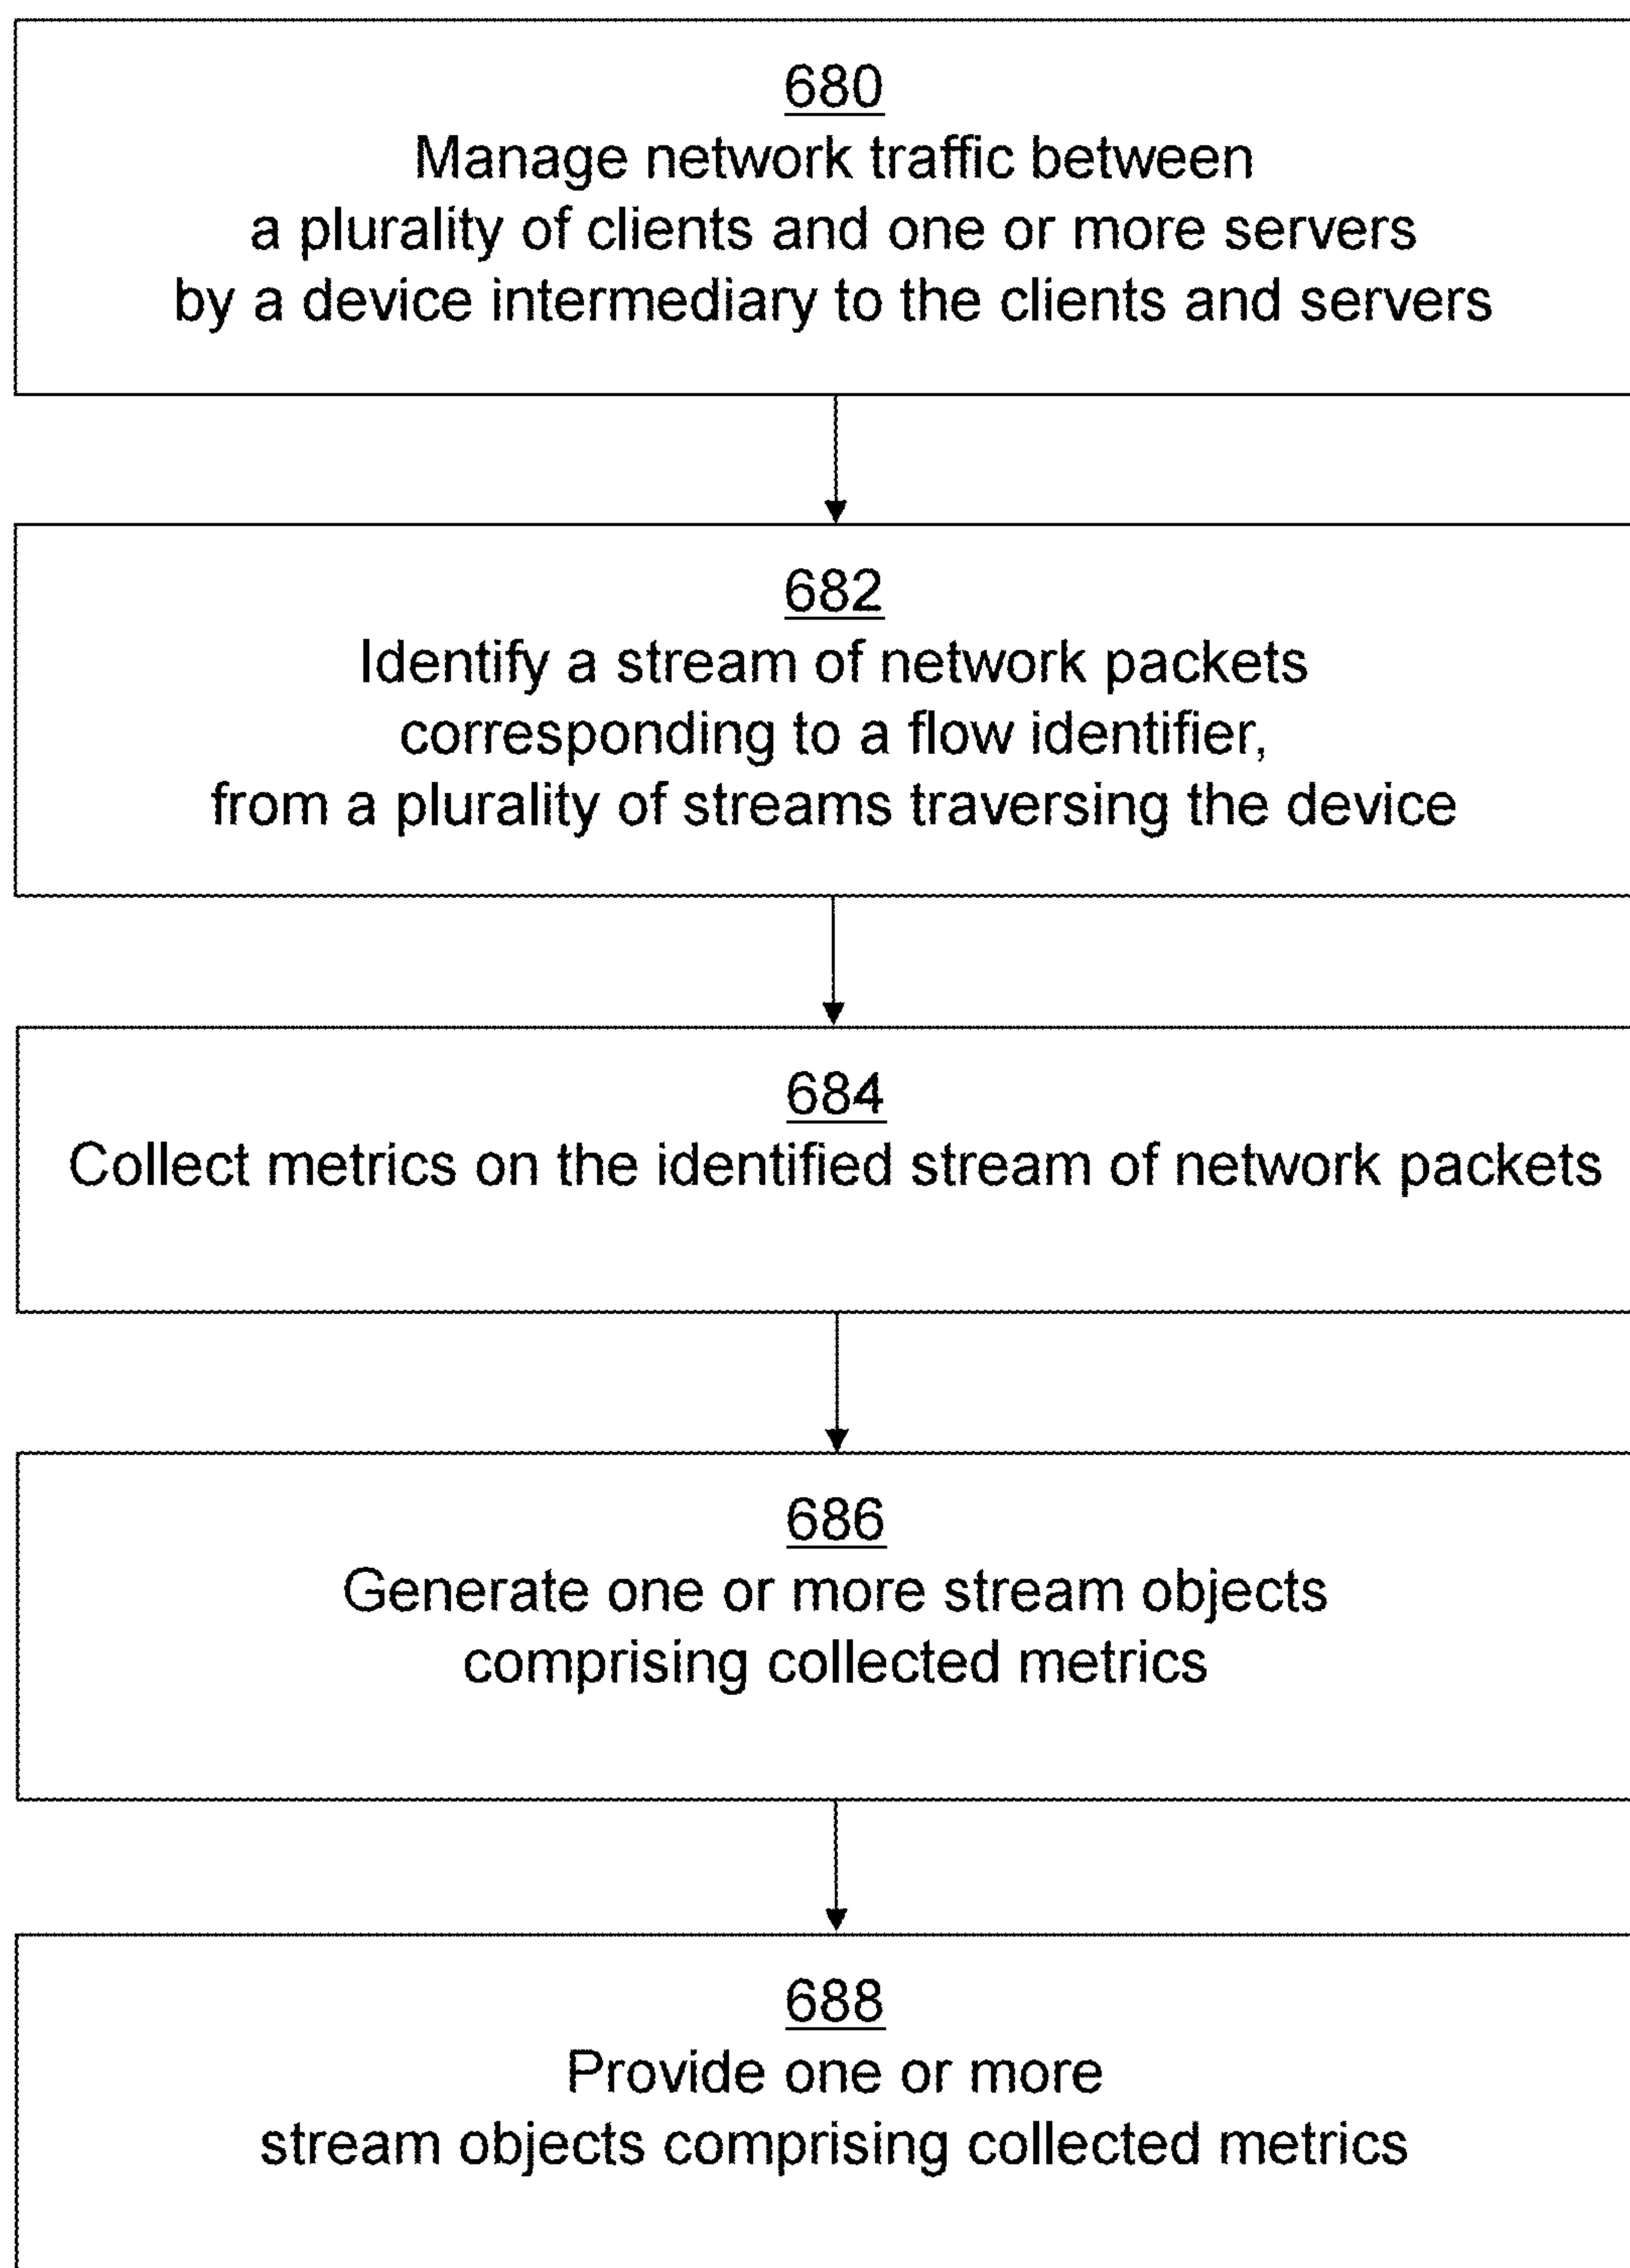 680
Manage network traffic between
a plurality of clients and one or more servers
by a device intermediary to the clients and servers
682
Identify a stream of network packets
corresponding to a flow identifier,
from a plurality of streams traversing the device
684
Collect metrics on the identified stream of network packets
686
Generate one or more stream objects
comprising collected metrics
688
Provide one or more
stream objects comprising collected metrics